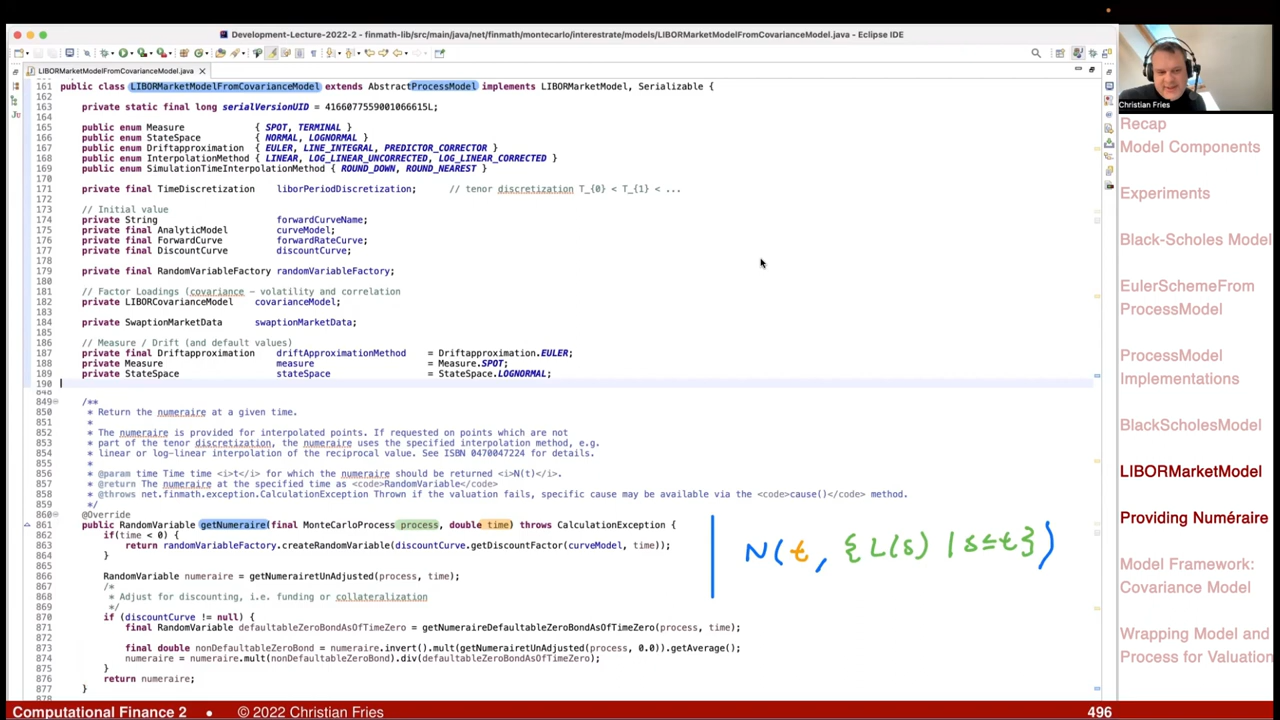 Development-Lecture-2022-2 - finmath-lib/src/main/java/net/finmath/montecarlo/interestrate/models/LIBORMarketModelFromCovarianceModel.java - Eclipse IDE
LIBORMarketModelFromCovarianceModel.java
161 public class LIBORMarketModelFromCovarianceModel extends AbstractProcessModel implements LIBORMarketModel, Serializable {
162
163 private static final long serialVersionUID = 4166077559001066615L;
164
165 public enum Measure { SPOT, TERMINAL }
166 public enum StateSpace { NORMAL, LOGNORMAL }
167 public enum Driftapproximation { EULER, LINE_INTEGRAL, PREDICTOR_CORRECTOR }
168 public enum InterpolationMethod { LINEAR, LOG_LINEAR_UNCORRECTED, LOG_LINEAR_CORRECTED }
169 public enum SimulationTimeInterpolationMethod { ROUND_DOWN, ROUND_NEAREST }
170
171 private final TimeDiscretization liborPeriodDiscretization; // tenor discretization T_{0} < T_{1} < ...
172
173 // Initial value
174 private String forwardCurveName;
175 private final AnalyticModel curveModel;
176 private final ForwardCurve forwardRateCurve;
177 private final DiscountCurve discountCurve;
178
179 private final RandomVariableFactory randomVariableFactory;
180
181 // Factor Loadings (covariance – volatility and correlation
182 private LIBORCovarianceModel covarianceModel;
183
184 private SwaptionMarketData swaptionMarketData;
185
186 // Measure / Drift (and default values)
187 private final Driftapproximation driftApproximationMethod = Driftapproximation.EULER;
188 private Measure measure = Measure.SPOT;
189 private StateSpace stateSpace = StateSpace.LOGNORMAL;
190
848
849 /**
850 * Return the numeraire at a given time.
851 *
852 * The numeraire is provided for interpolated points. If requested on points which are not
853 * part of the tenor discretization, the numeraire uses the specified interpolation method, e.g.
854 * linear or log-linear interpolation of the reciprocal value. See ISBN 0470047224 for details.
855 *
856 * @param time Time time <i>t</i> for which the numeraire should be returned <i>N(t)</i>.
857 * @return The numeraire at the specified time as <code>RandomVariable</code>
858 * @throws net.finmath.exception.CalculationException Thrown if the valuation fails, specific cause may be available via the <code>cause()</code> method.
859 */
860 @Override
861 public RandomVariable getNumeraire(final MonteCarloProcess process, double time) throws CalculationException {
862 if(time < 0) {
863 return randomVariableFactory.createRandomVariable(discountCurve.getDiscountFactor(curveModel, time));
864 }
865
866 RandomVariable numeraire = getNumerairetUnAdjusted(process, time);
867 /*
868 * Adjust for discounting, i.e. funding or collateralization
869 */
870 if (discountCurve != null) {
871 final RandomVariable defaultableZeroBondAsOfTimeZero = getNumeraireDefaultableZeroBondAsOfTimeZero(process, time);
872
873 final double nonDefaultableZeroBond = numeraire.invert().mult(getNumerairetUnAdjusted(process, 0.0)).getAverage();
874 numeraire = numeraire.mult(nonDefaultableZeroBond).div(defaultableZeroBondAsOfTimeZero);
875 }
876 return numeraire;
877 }
N(t, {L(s) | s≤t})
Christian Fries
Recap
Model Components
Experiments
Black-Scholes Model
EulerSchemeFrom
ProcessModel
ProcessModel
Implementations
BlackScholesModel
LIBORMarketModel
Providing Numéraire
Model Framework:
Covariance Model
Wrapping Model and
Process for Valuation
Computational Finance 2 • © 2022 Christian Fries 496